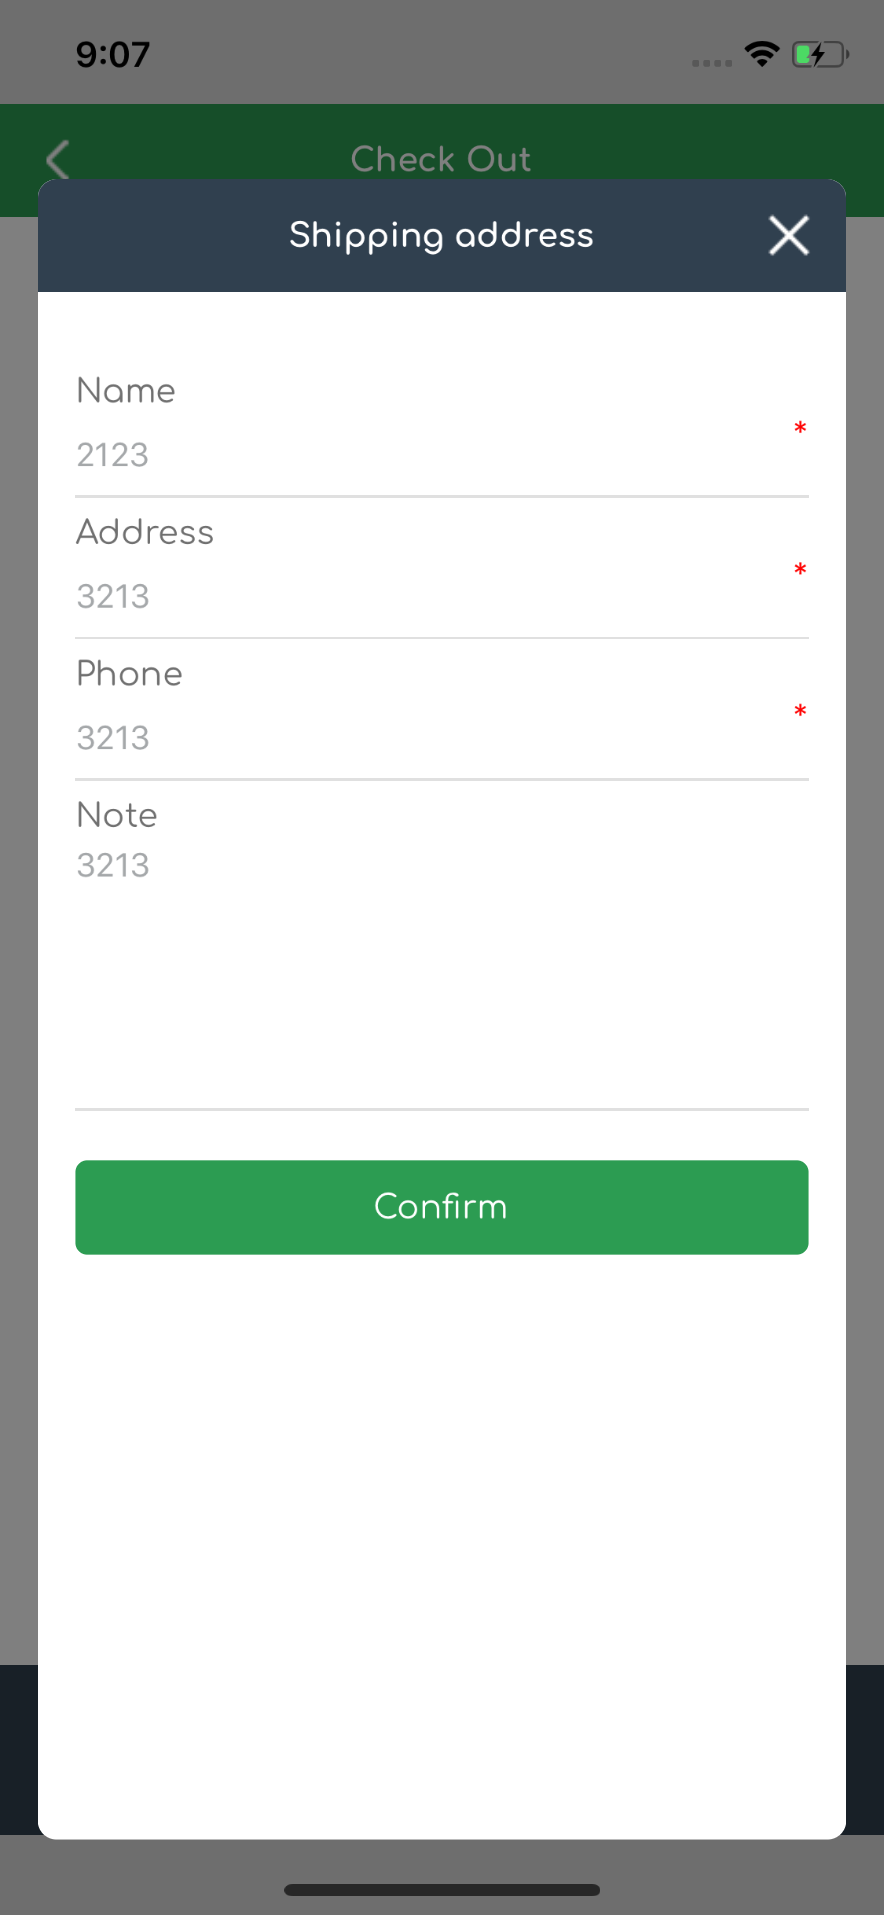 9:07
Check Out
Shipping address
Name
2123
*
Address
3213
*
Phone
3213
*
Note
3213
Confirm